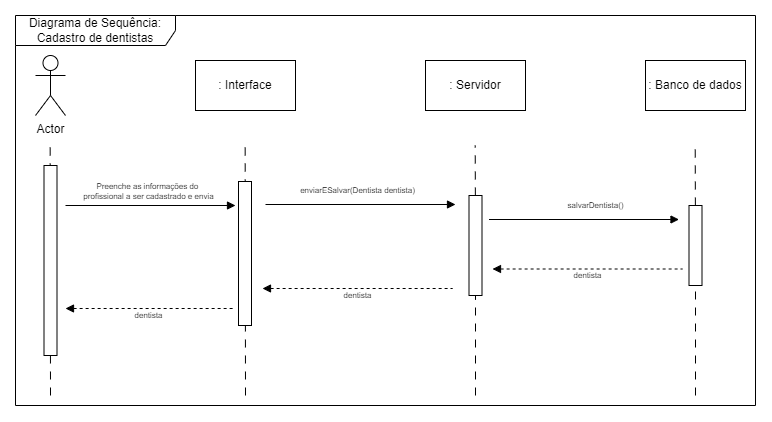 Diagrama de Sequência:
Cadastro de dentistas
Actor
: Interface
: Servidor
: Banco de dados
Preenche as informações do
profissional a ser cadastrado e envia
enviarESalvar(Dentista dentista)
salvarDentista()
dentista
dentista
dentista